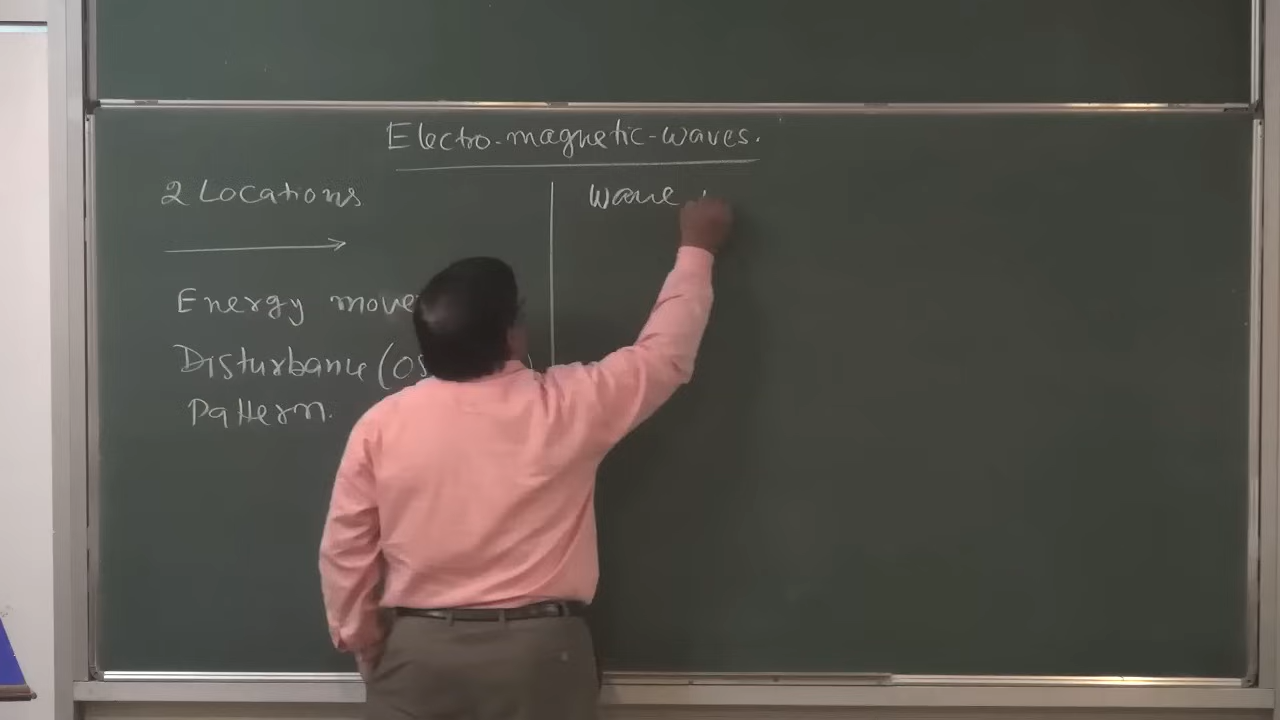 Electro-magnetic-waves.
2 Locations
Energy move
Disturbance (os
Pattern.
Wave